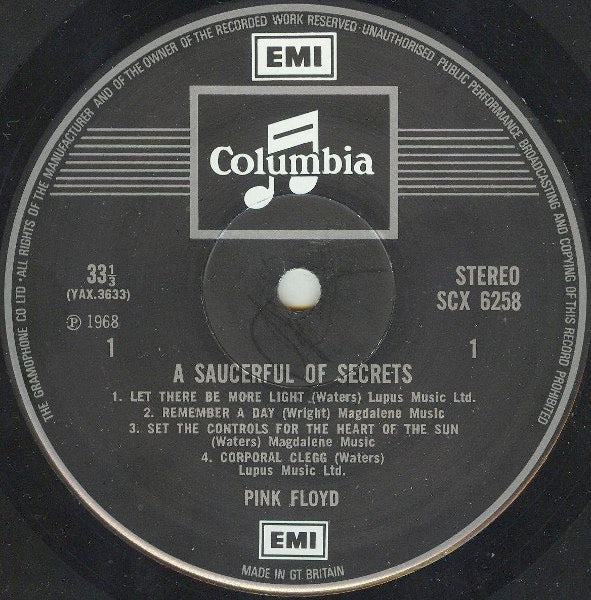 THE GRAMOPHONE CO LTD · ALL RIGHTS OF THE MANUFACTURER AND OF THE OWNER OF THE RECORDED WORK RESERVED · UNAUTHORISED PUBLIC PERFORMANCE BROADCASTING AND COPYING OF THIS RECORD PROHIBITED
EMI
Columbia
33⅓
(YAX.3633)
Ⓟ 1968
1
STEREO
SCX 6258
1
A SAUCERFUL OF SECRETS
1. LET THERE BE MORE LIGHT (Waters) Lupus Music Ltd.
2. REMEMBER A DAY (Wright) Magdalene Music
3. SET THE CONTROLS FOR THE HEART OF THE SUN
(Waters) Magdalene Music
4. CORPORAL CLEGG (Waters)
Lupus Music Ltd.
PINK FLOYD
EMI
MADE IN GT. BRITAIN